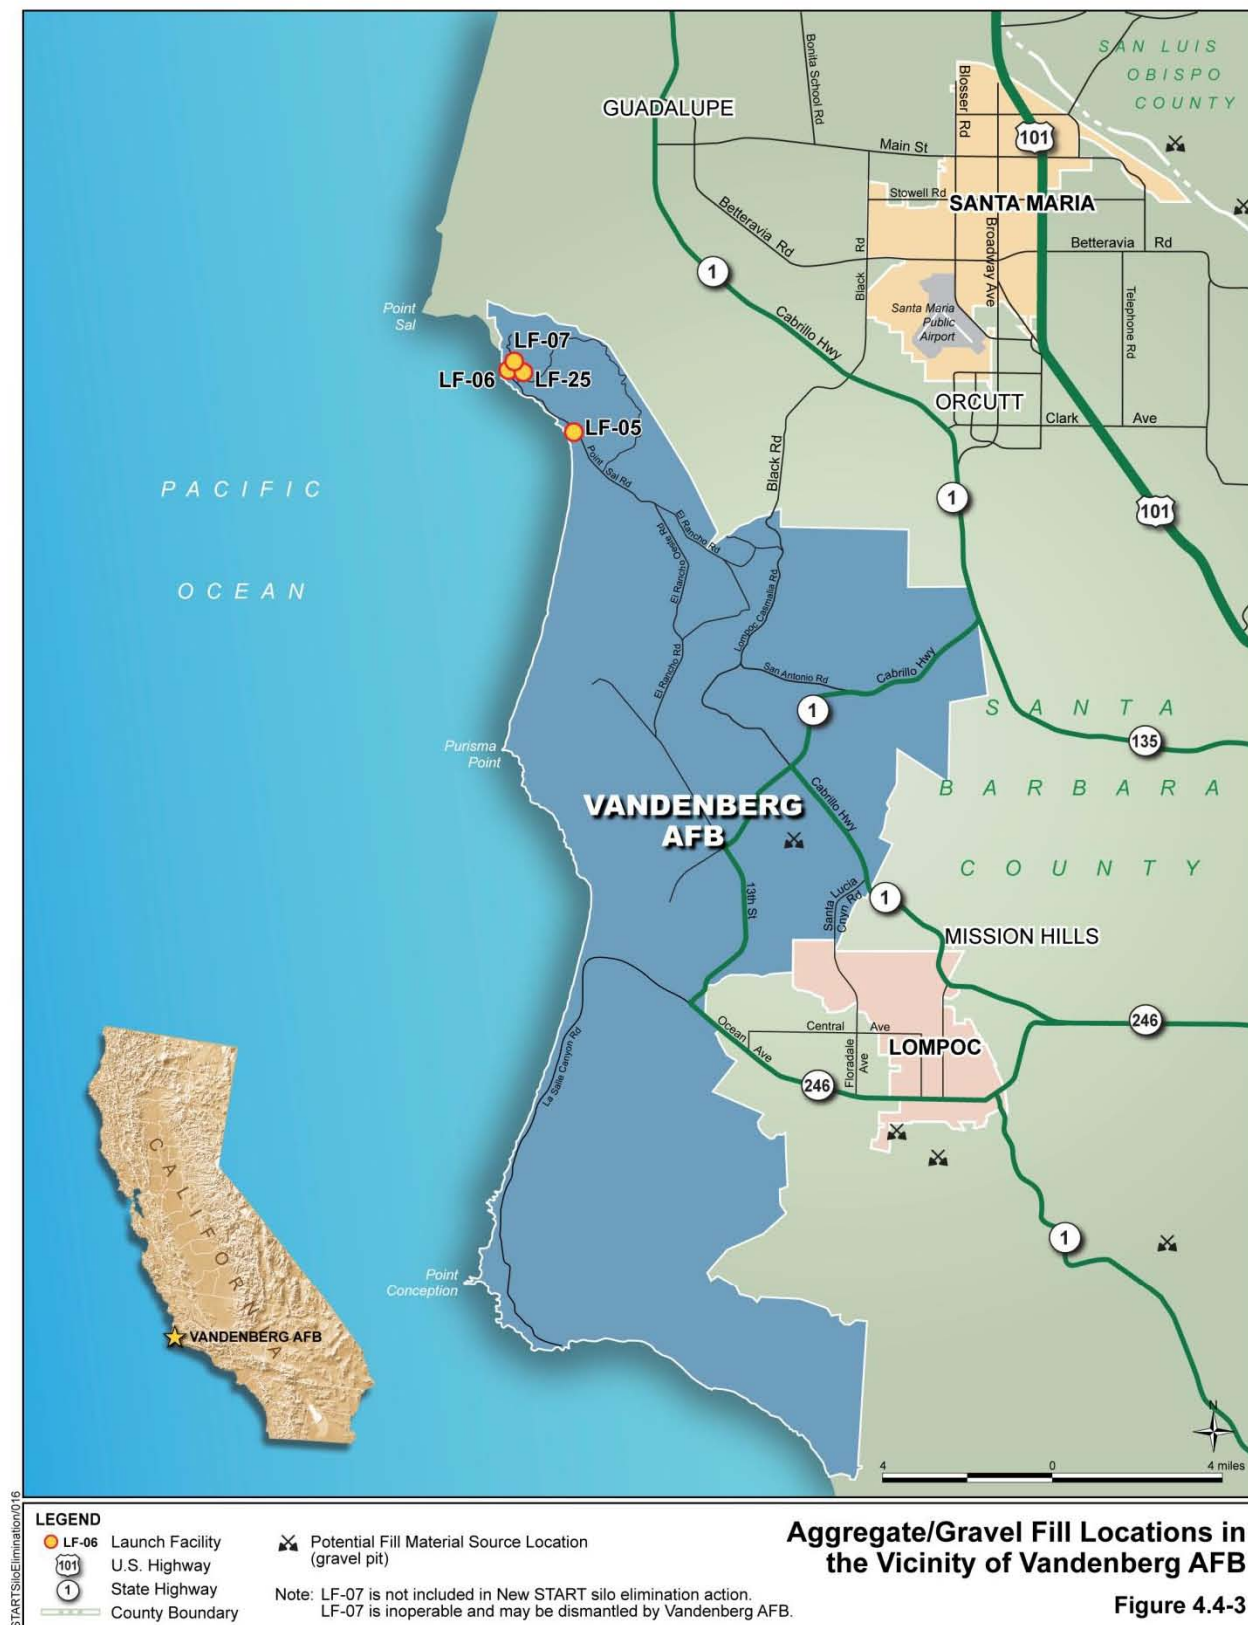 SAN LUIS
OBISPO
COUNTY
Bonita School Rd
Blosser Rd
GUADALUPE
101
Main St
Stowell Rd
SANTA MARIA
Betteravia Rd
Black Rd
Broadway Ave
Betteravia Rd
1
Telephone Rd
Santa Maria
Public
Airport
Point
Sal
Cabrillo Hwy
LF-07
LF-06
LF-25
ORCUTT
Clark Ave
LF-05
Black Rd
Point Sal Rd
PACIFIC
OCEAN
1
101
El Rancho Rd
El Rancho Oeste Rd
Lompoc Casmalia Rd
El Rancho Rd
San Antonio Rd
Cabrillo Hwy
1
SANTA
135
Purisma
Point
BARBARA
Cabrillo Hwy
VANDENBERG
AFB
COUNTY
13th St
Santa Lucia
Cnyn Rd
1
MISSION HILLS
246
Ocean Ave
Central Ave
Floradale
Ave
LOMPOC
La Salle Canyon Rd
246
1
Point
Conception
CALIFORNIA
VANDENBERG AFB
N
4 0 4 miles
STARTSiloElimination/016
LEGEND
LF-06 Launch Facility
101 U.S. Highway
1 State Highway
County Boundary
Potential Fill Material Source Location
(gravel pit)
Note: LF-07 is not included in New START silo elimination action.
LF-07 is inoperable and may be dismantled by Vandenberg AFB.
Aggregate/Gravel Fill Locations in
the Vicinity of Vandenberg AFB
Figure 4.4-3